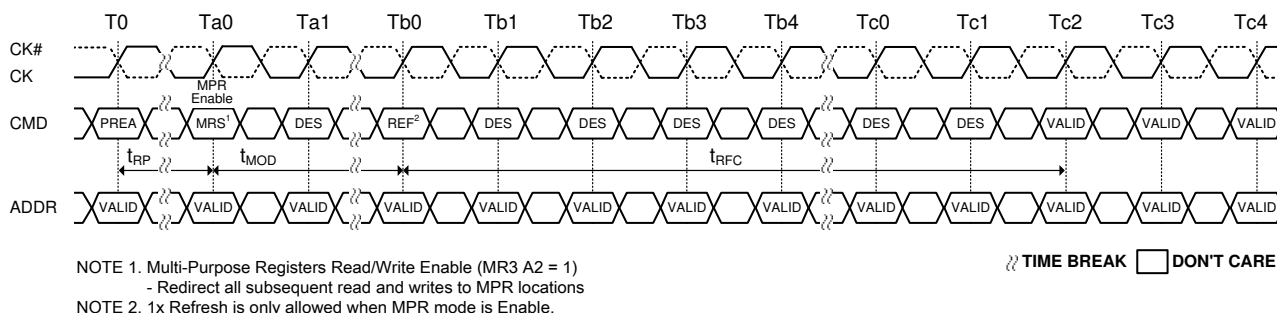 T0 Ta0 Ta1 Tb0 Tb1 Tb2 Tb3 Tb4 Tc0 Tc1 Tc2 Tc3 Tc4
CK#
CK
MPR
Enable
CMD PREA MRS¹ DES REF² DES DES DES DES DES DES VALID VALID VALID
tRP tMOD tRFC
ADDR VALID VALID VALID VALID VALID VALID VALID VALID VALID VALID VALID VALID VALID
NOTE 1. Multi-Purpose Registers Read/Write Enable (MR3 A2 = 1)
- Redirect all subsequent read and writes to MPR locations
NOTE 2. 1x Refresh is only allowed when MPR mode is Enable.
TIME BREAK DON'T CARE